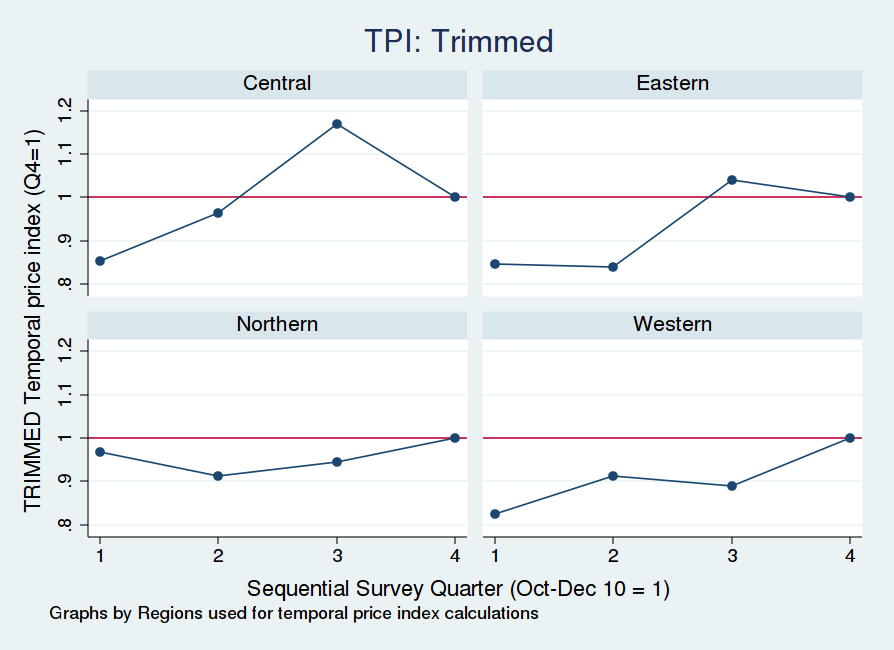 TPI: Trimmed
Central
Eastern
TRIMMED Temporal price index (Q4=1)
1.2
1.1
1
.9
.8
Northern
Western
1.2
1.1
1
.9
.8
1 2 3 4 1 2 3 4
Sequential Survey Quarter (Oct-Dec 10 = 1)
Graphs by Regions used for temporal price index calculations